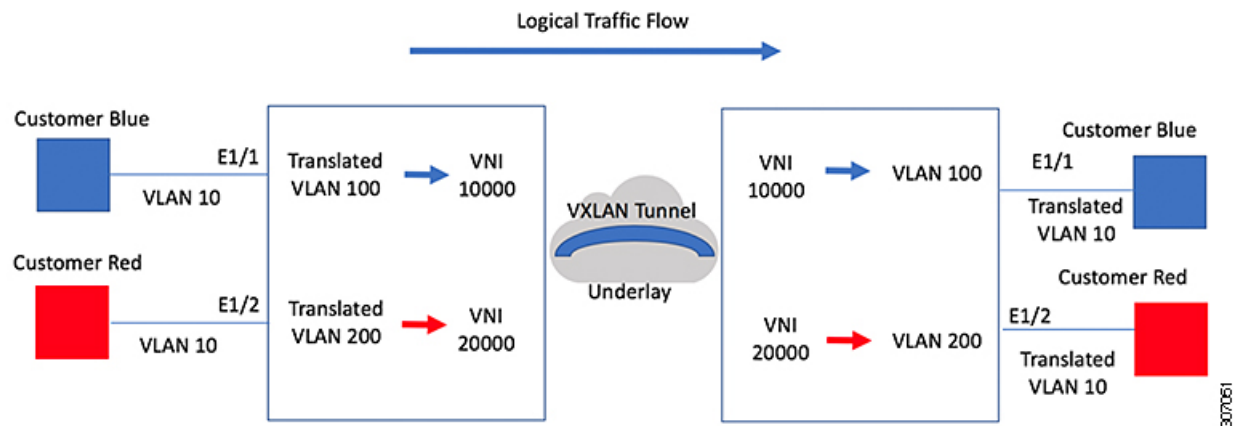 Logical Traffic Flow
Customer Blue
E1/1
VLAN 10
Translated
VLAN 100
VNI
10000
Customer Red
E1/2
VLAN 10
Translated
VLAN 200
VNI
20000
VXLAN Tunnel
Underlay
VNI
10000
VLAN 100
Customer Blue
E1/1
Translated
VLAN 10
VNI
20000
VLAN 200
Customer Red
E1/2
Translated
VLAN 10
307061